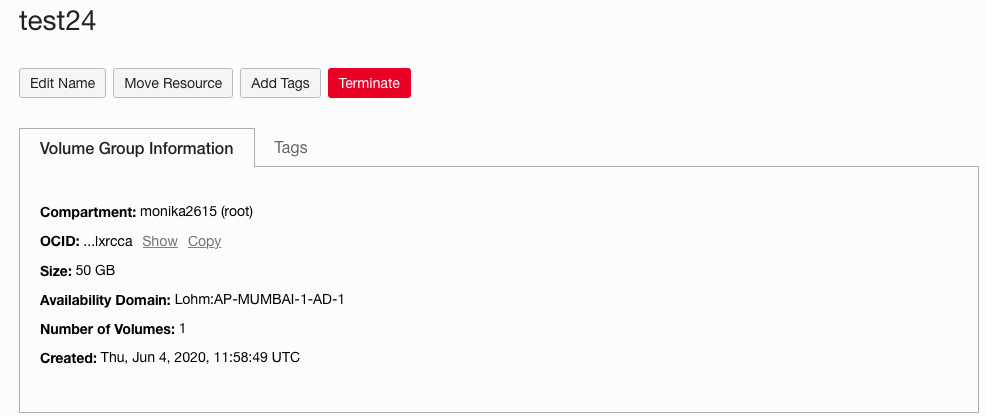 test24
Edit Name Move Resource Add Tags Terminate
Volume Group Information Tags
Compartment: monika2615 (root)
OCID: ...lxrcca Show Copy
Size: 50 GB
Availability Domain: Lohm:AP-MUMBAI-1-AD-1
Number of Volumes: 1
Created: Thu, Jun 4, 2020, 11:58:49 UTC